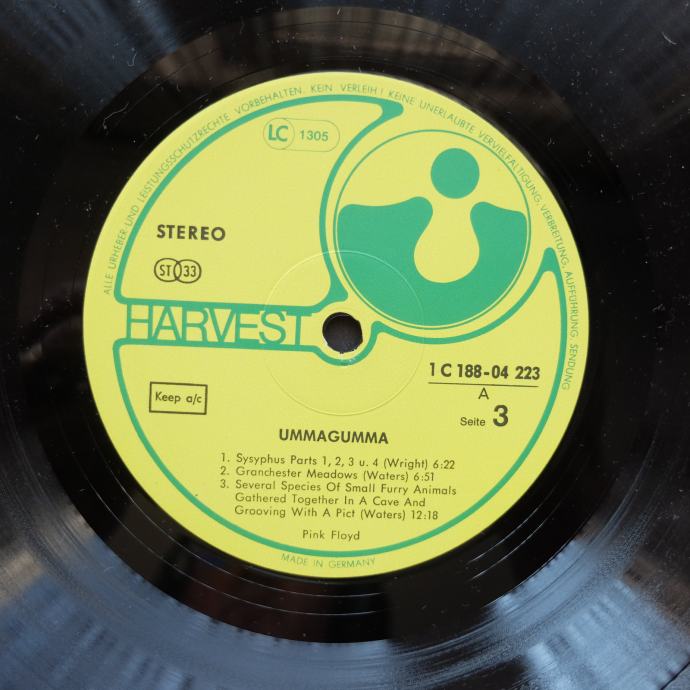 ALLE URHEBER- UND LEISTUNGSSCHUTZRECHTE VORBEHALTEN. KEIN VERLEIH! KEINE UNERLAUBTE VERVIELFÄLTIGUNG, VERBREITUNG, AUFFÜHRUNG, SENDUNG
LC 1305
STEREO
ST 33
HARVEST
1 C 188-04 223
A
Keep a/c
Seite 3
UMMAGUMMA
1. Sysyphus Parts 1, 2, 3 u. 4 (Wright) 6:22
2. Granchester Meadows (Waters) 6:51
3. Several Species Of Small Furry Animals
Gathered Together In A Cave And
Grooving With A Pict (Waters) 12:18
Pink Floyd
MADE IN GERMANY